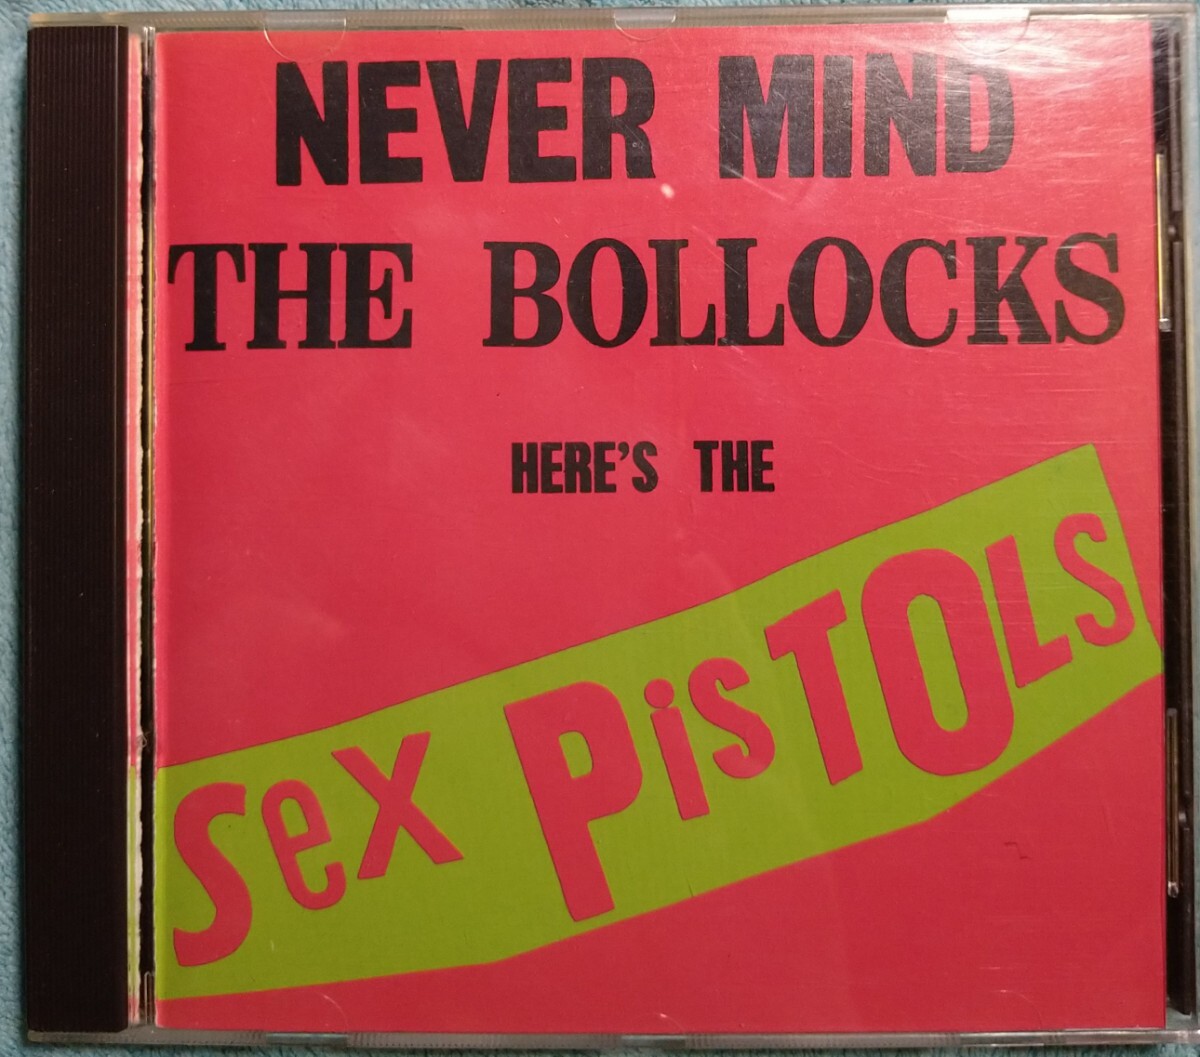 NEVER MIND
THE BOLLOCKS
HERE'S THE
Sex PiSTOLS